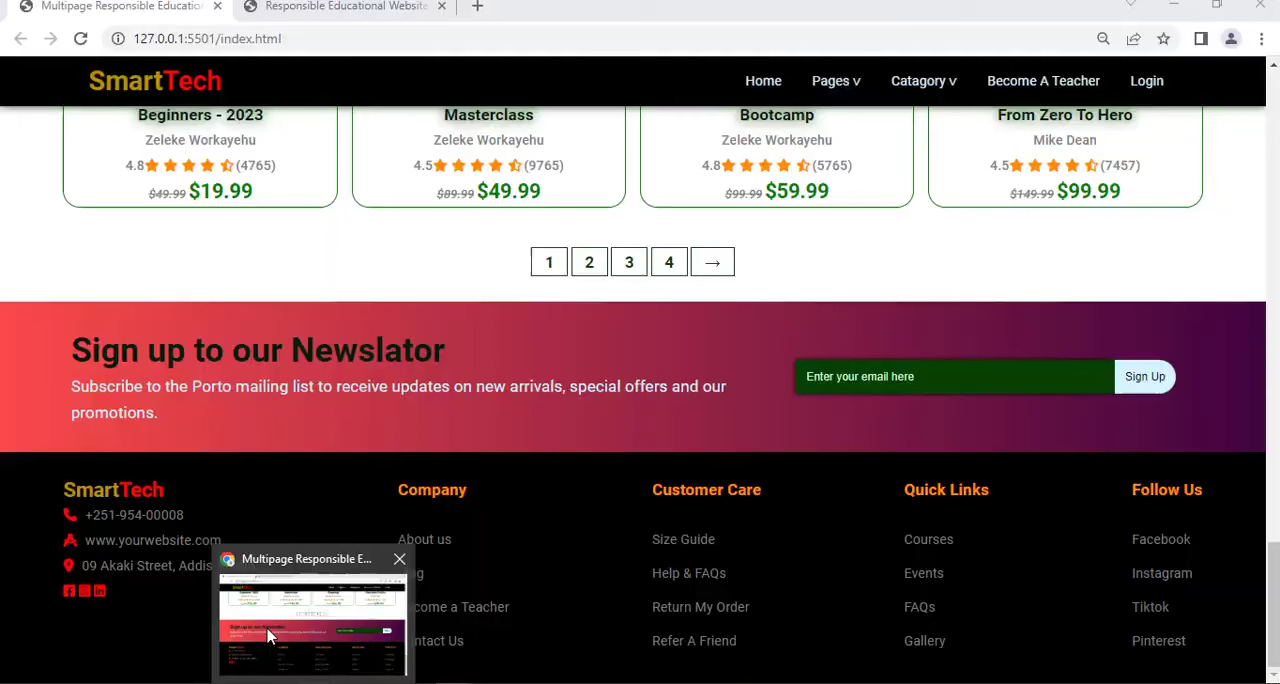 Multipage Responsible Educatio
Responsible Educational Website
127.0.0.1:5501/index.html
SmartTech
Home
Pages v
Catagory v
Become A Teacher
Login
Beginners - 2023
Zeleke Workayehu
4.8 (4765)
$49.99 $19.99
Masterclass
Zeleke Workayehu
4.5 (9765)
$89.99 $49.99
Bootcamp
Zeleke Workayehu
4.8 (5765)
$99.99 $59.99
From Zero To Hero
Mike Dean
4.5 (7457)
$149.99 $99.99
1 2 3 4 →
Sign up to our Newslator
Subscribe to the Porto mailing list to receive updates on new arrivals, special offers and our
promotions.
Enter your email here
Sign Up
SmartTech
+251-954-00008
www.yourwebsite.com
09 Akaki Street, Addis
Multipage Responsible E...
Company
About us
og
come a Teacher
ntact Us
Customer Care
Size Guide
Help & FAQs
Return My Order
Refer A Friend
Quick Links
Courses
Events
FAQs
Gallery
Follow Us
Facebook
Instagram
Tiktok
Pinterest